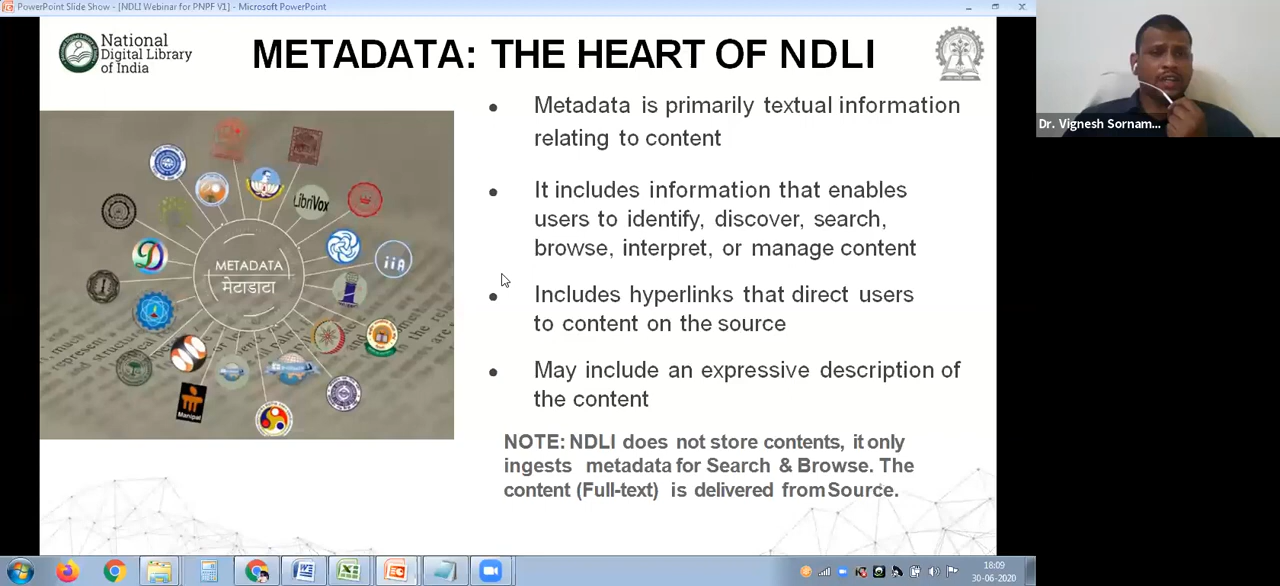 PowerPoint Slide Show - [NDLI Webinar for PNPF V1] - Microsoft PowerPoint
National
Digital Library
of India
METADATA: THE HEART OF NDLI
Dr. Vignesh Sornam...
• Metadata is primarily textual information
relating to content
• It includes information that enables
users to identify, discover, search,
browse, interpret, or manage content
• Includes hyperlinks that direct users
to content on the source
• May include an expressive description of
the content
NOTE: NDLI does not store contents, it only
ingests metadata for Search & Browse. The
content (Full-text) is delivered from Source.
LibriVox
iiA
METADATA
मेटाडाटा
Manipal
18:09
30-06-2020